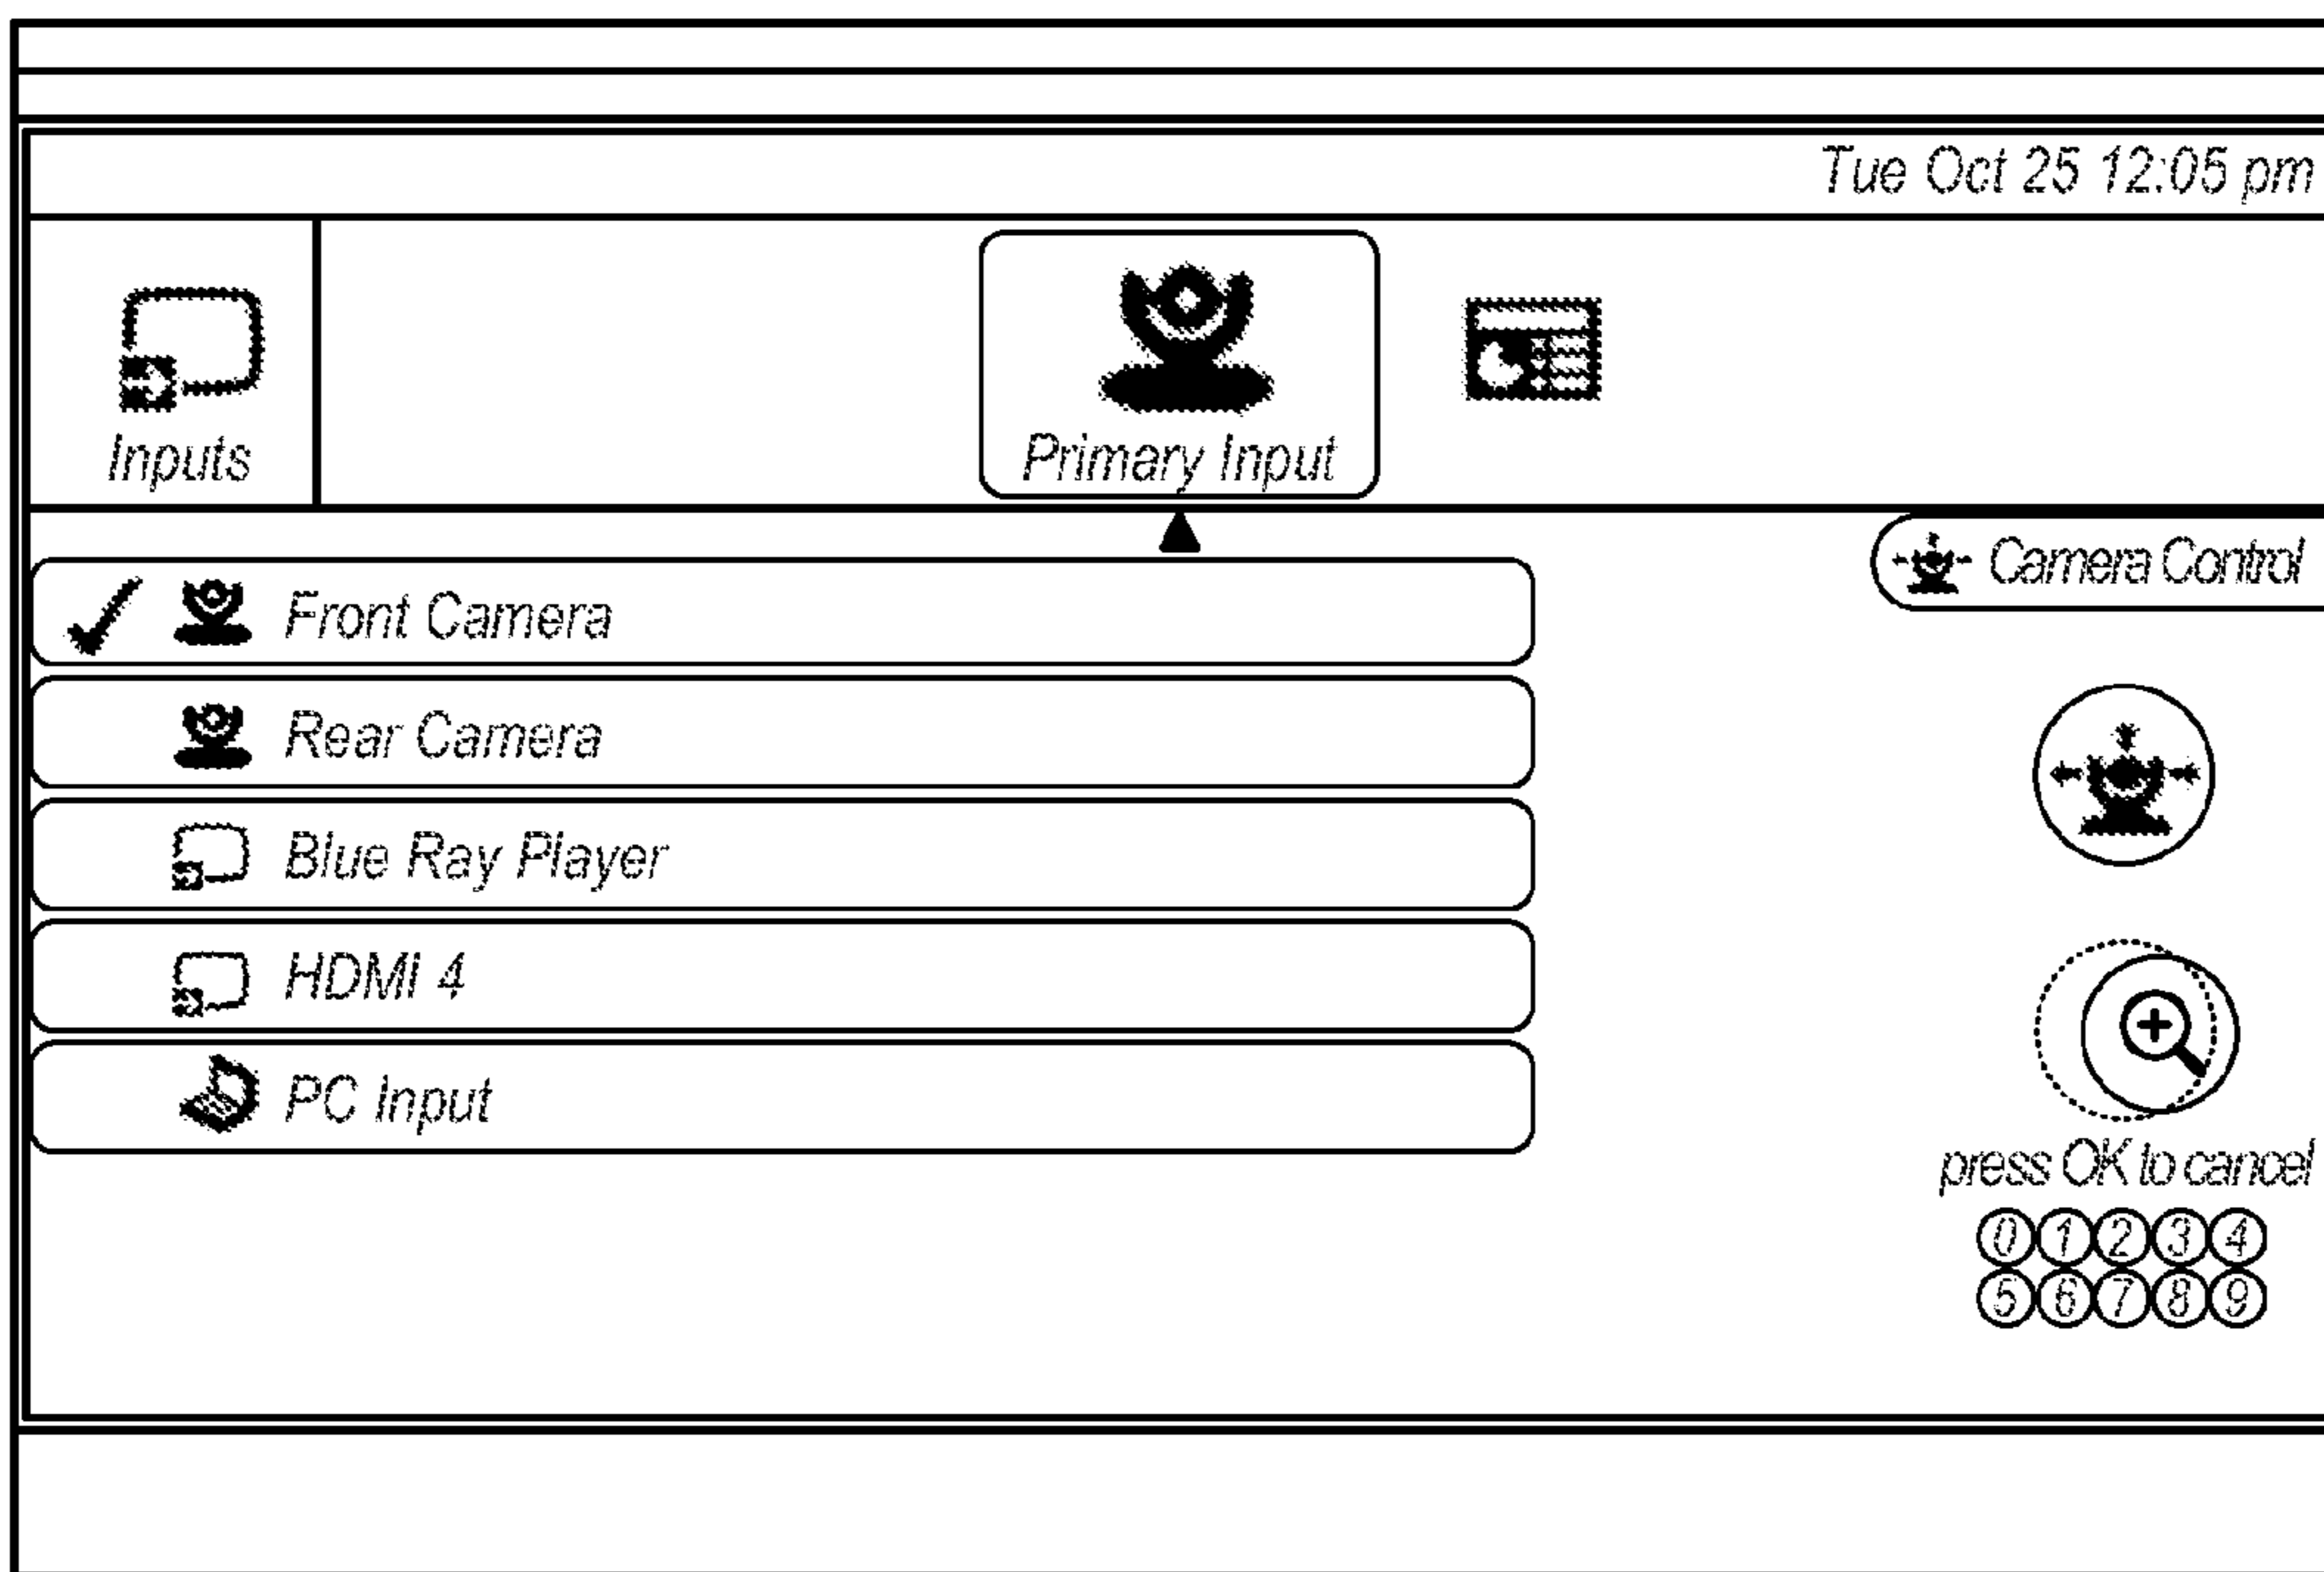 Tue Oct 25 12:05 pm
Inputs
Primary Input
Camera Control
Front Camera
Rear Camera
Blue Ray Player
HDMI 4
PC Input
press OK to cancel
0 1 2 3 4
5 6 7 8 9